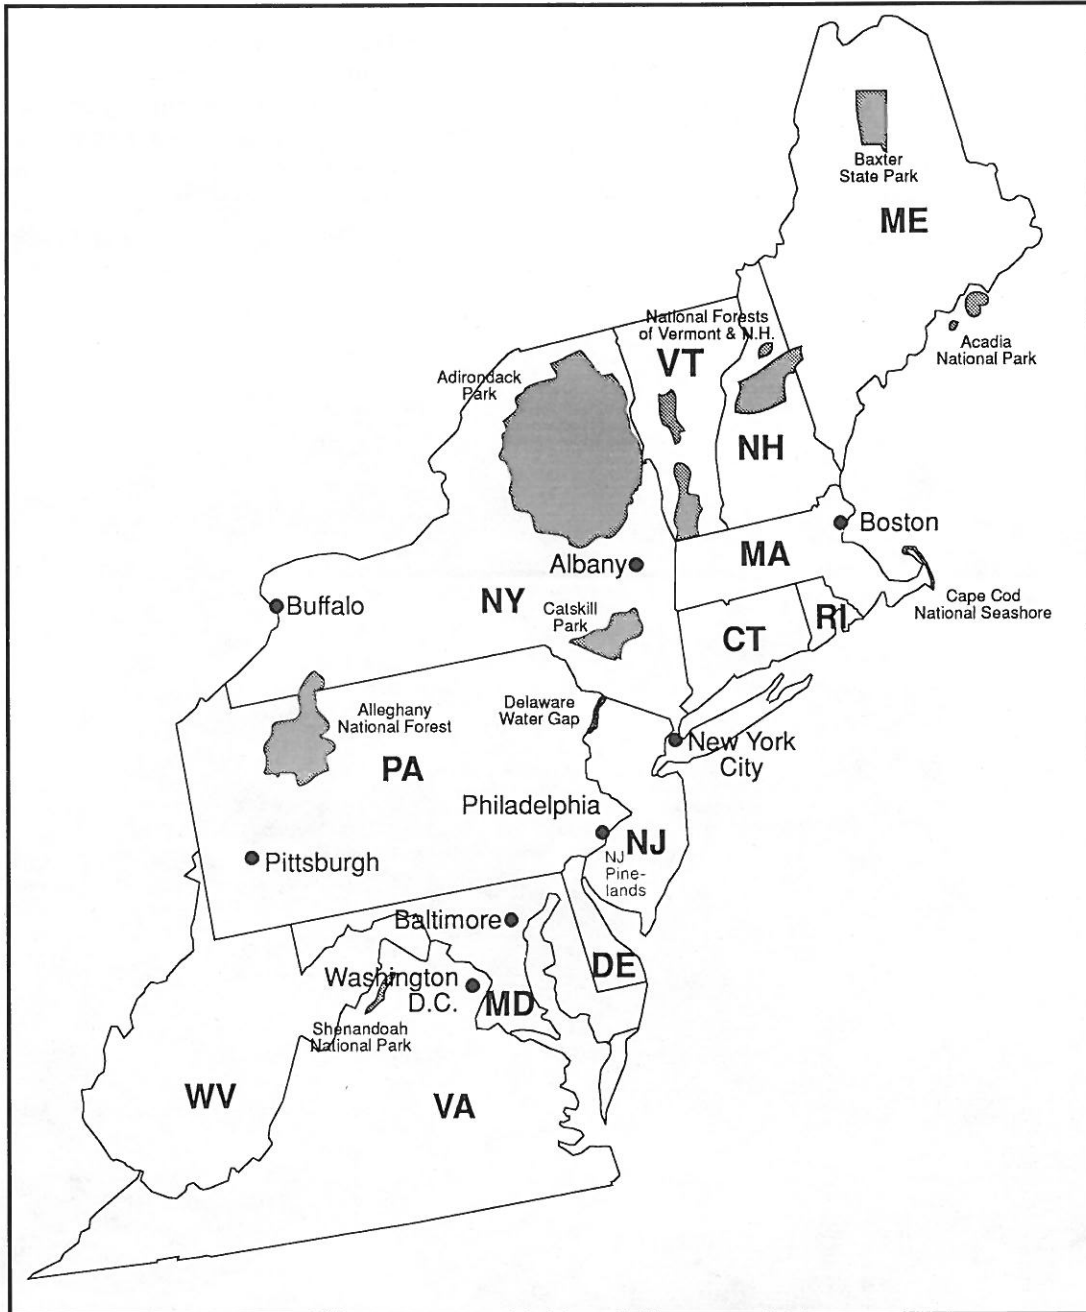 Baxter
State Park
ME
National Forests
of Vermont & N.H.
Acadia
National Park
VT
Adirondack
Park
NH
Boston
MA
Albany
Cape Cod
National Seashore
Buffalo
NY
Catskill
Park
RI
CT
Alleghany
National Forest
Delaware
Water Gap
New York
City
PA
Philadelphia
NJ
Pittsburgh
NJ
Pine-
lands
Baltimore
DE
Washington
D.C.
MD
Shenandoah
National Park
WV
VA